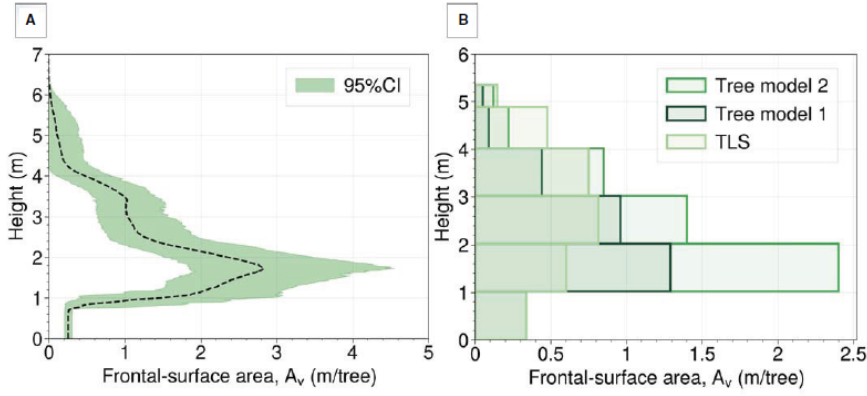 A
B
7
6
5
4
3
2
1
0
Height (m)
95%CI
0 1 2 3 4 5
Frontal-surface area, Av (m/tree)
6
5
4
3
2
1
0
Height (m)
Tree model 2
Tree model 1
TLS
0 0.5 1 1.5 2 2.5
Frontal-surface area, Av (m/tree)